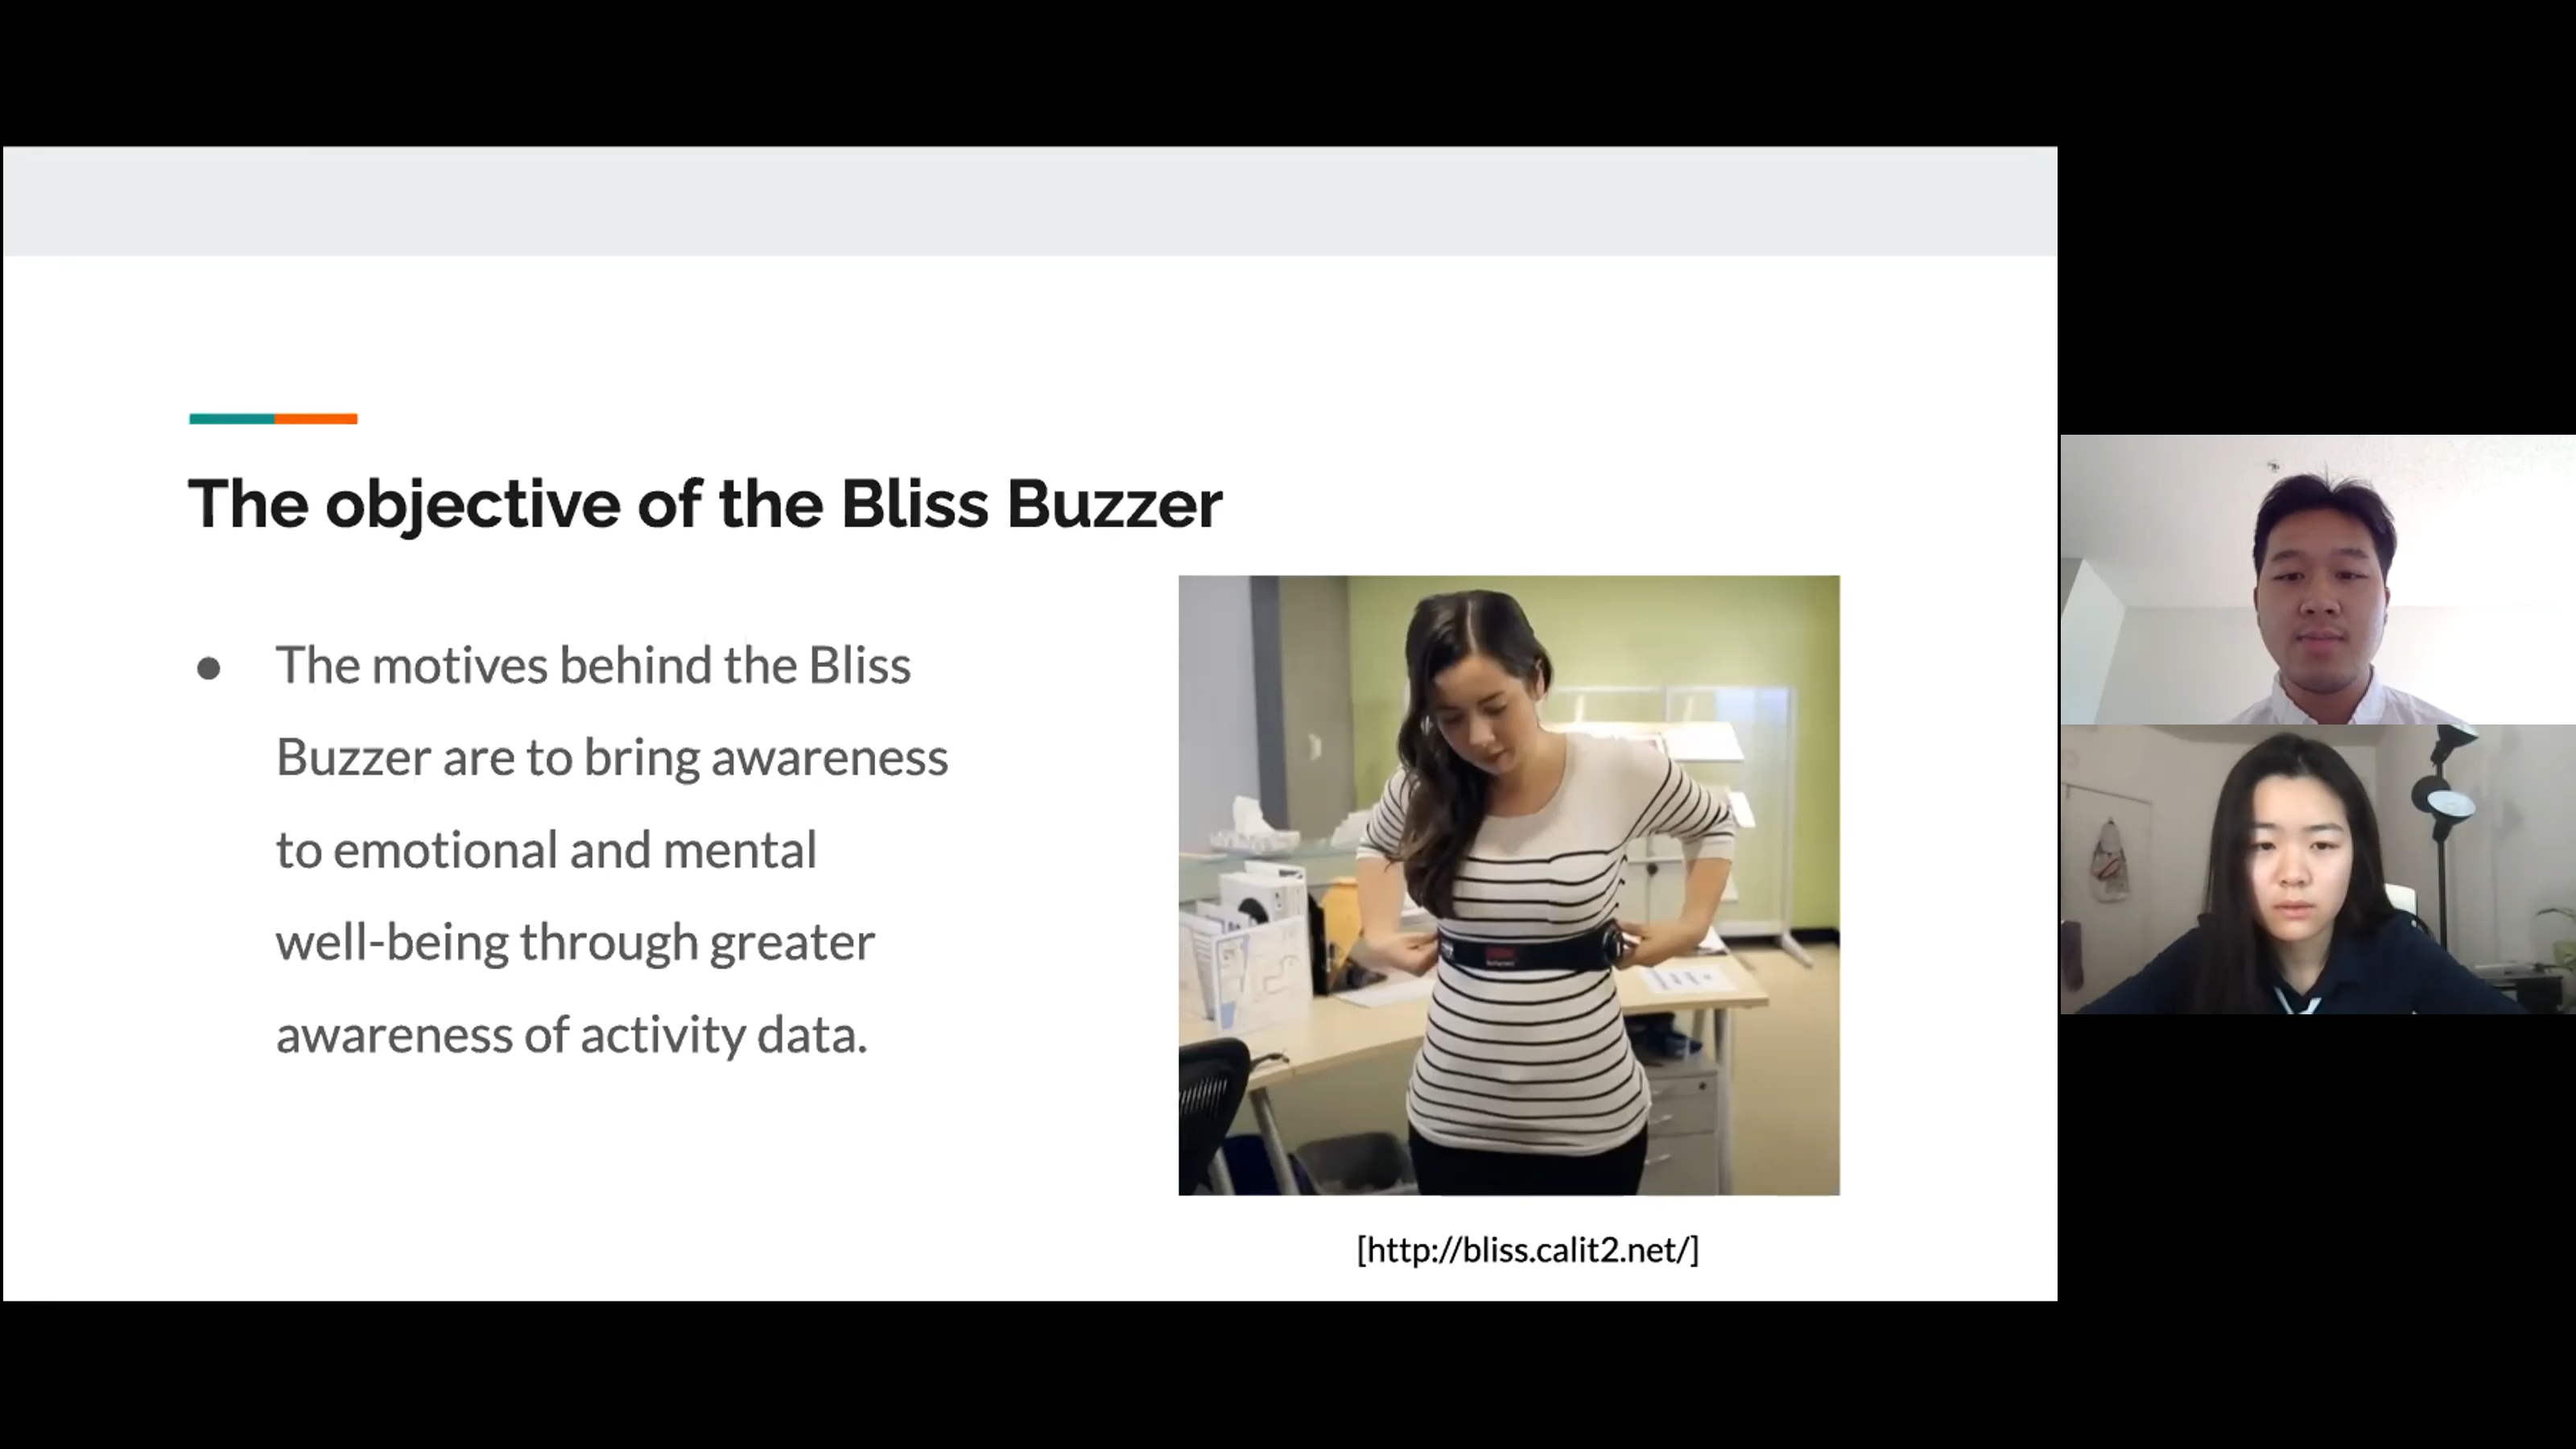 The objective of the Bliss Buzzer
● The motives behind the Bliss
Buzzer are to bring awareness
to emotional and mental
well-being through greater
awareness of activity data.
[http://bliss.calit2.net/]